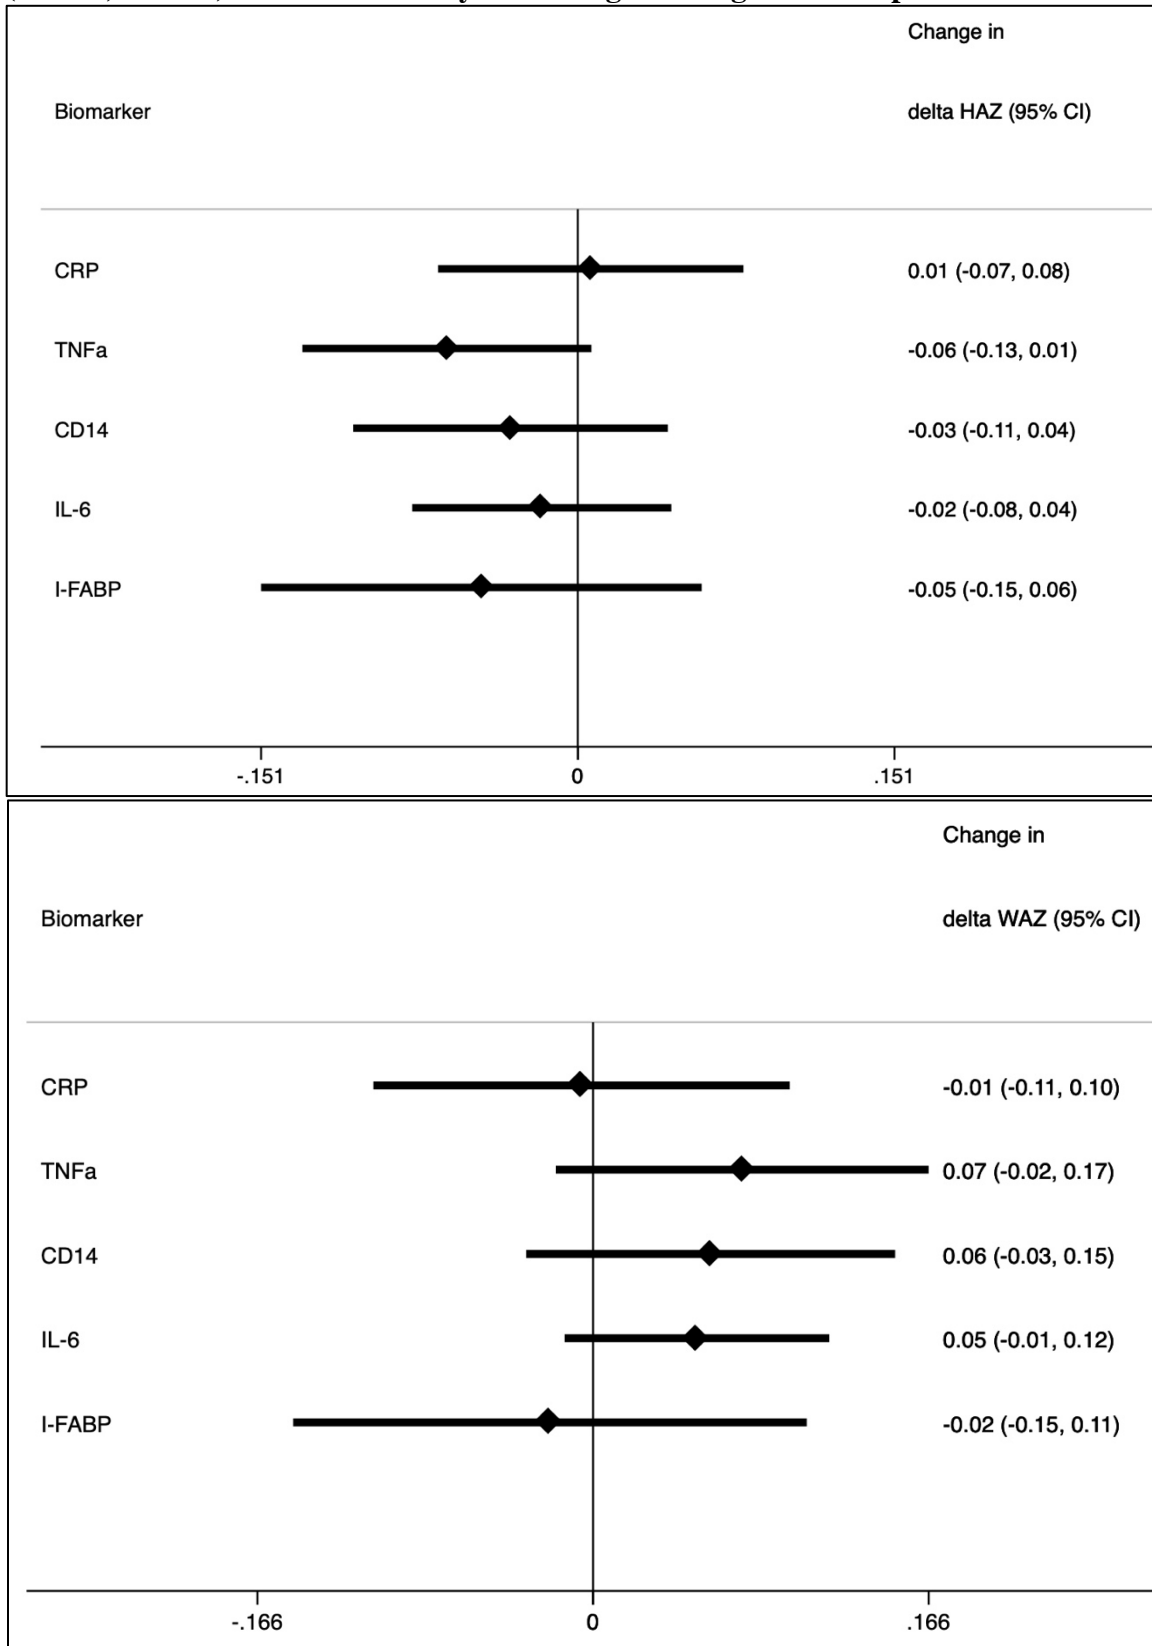 Change in
Biomarker delta HAZ (95% CI)
CRP 0.01 (-0.07, 0.08)
TNFa -0.06 (-0.13, 0.01)
CD14 -0.03 (-0.11, 0.04)
IL-6 -0.02 (-0.08, 0.04)
I-FABP -0.05 (-0.15, 0.06)
-.151 0 .151
Change in
Biomarker delta WAZ (95% CI)
CRP -0.01 (-0.11, 0.10)
TNFa 0.07 (-0.02, 0.17)
CD14 0.06 (-0.03, 0.15)
IL-6 0.05 (-0.01, 0.12)
I-FABP -0.02 (-0.15, 0.11)
-.166 0 .166